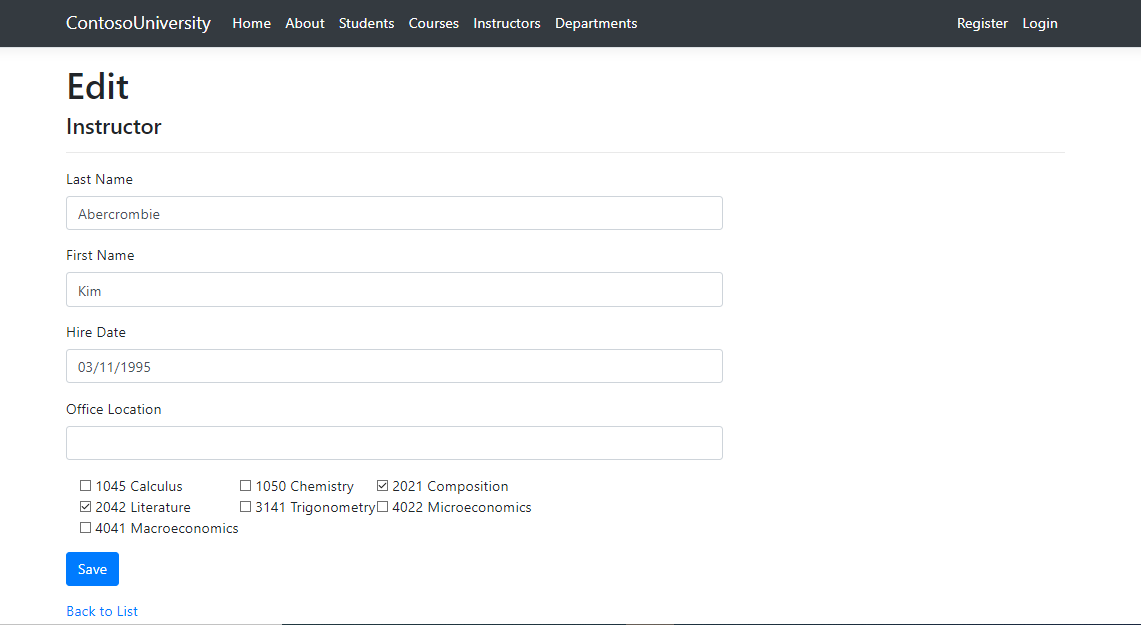 ContosoUniversity Home About Students Courses Instructors Departments Register Login
Edit
Instructor
Last Name
Abercrombie
First Name
Kim
Hire Date
03/11/1995
Office Location
1045 Calculus 1050 Chemistry 2021 Composition
2042 Literature 3141 Trigonometry 4022 Microeconomics
4041 Macroeconomics
Save
Back to List